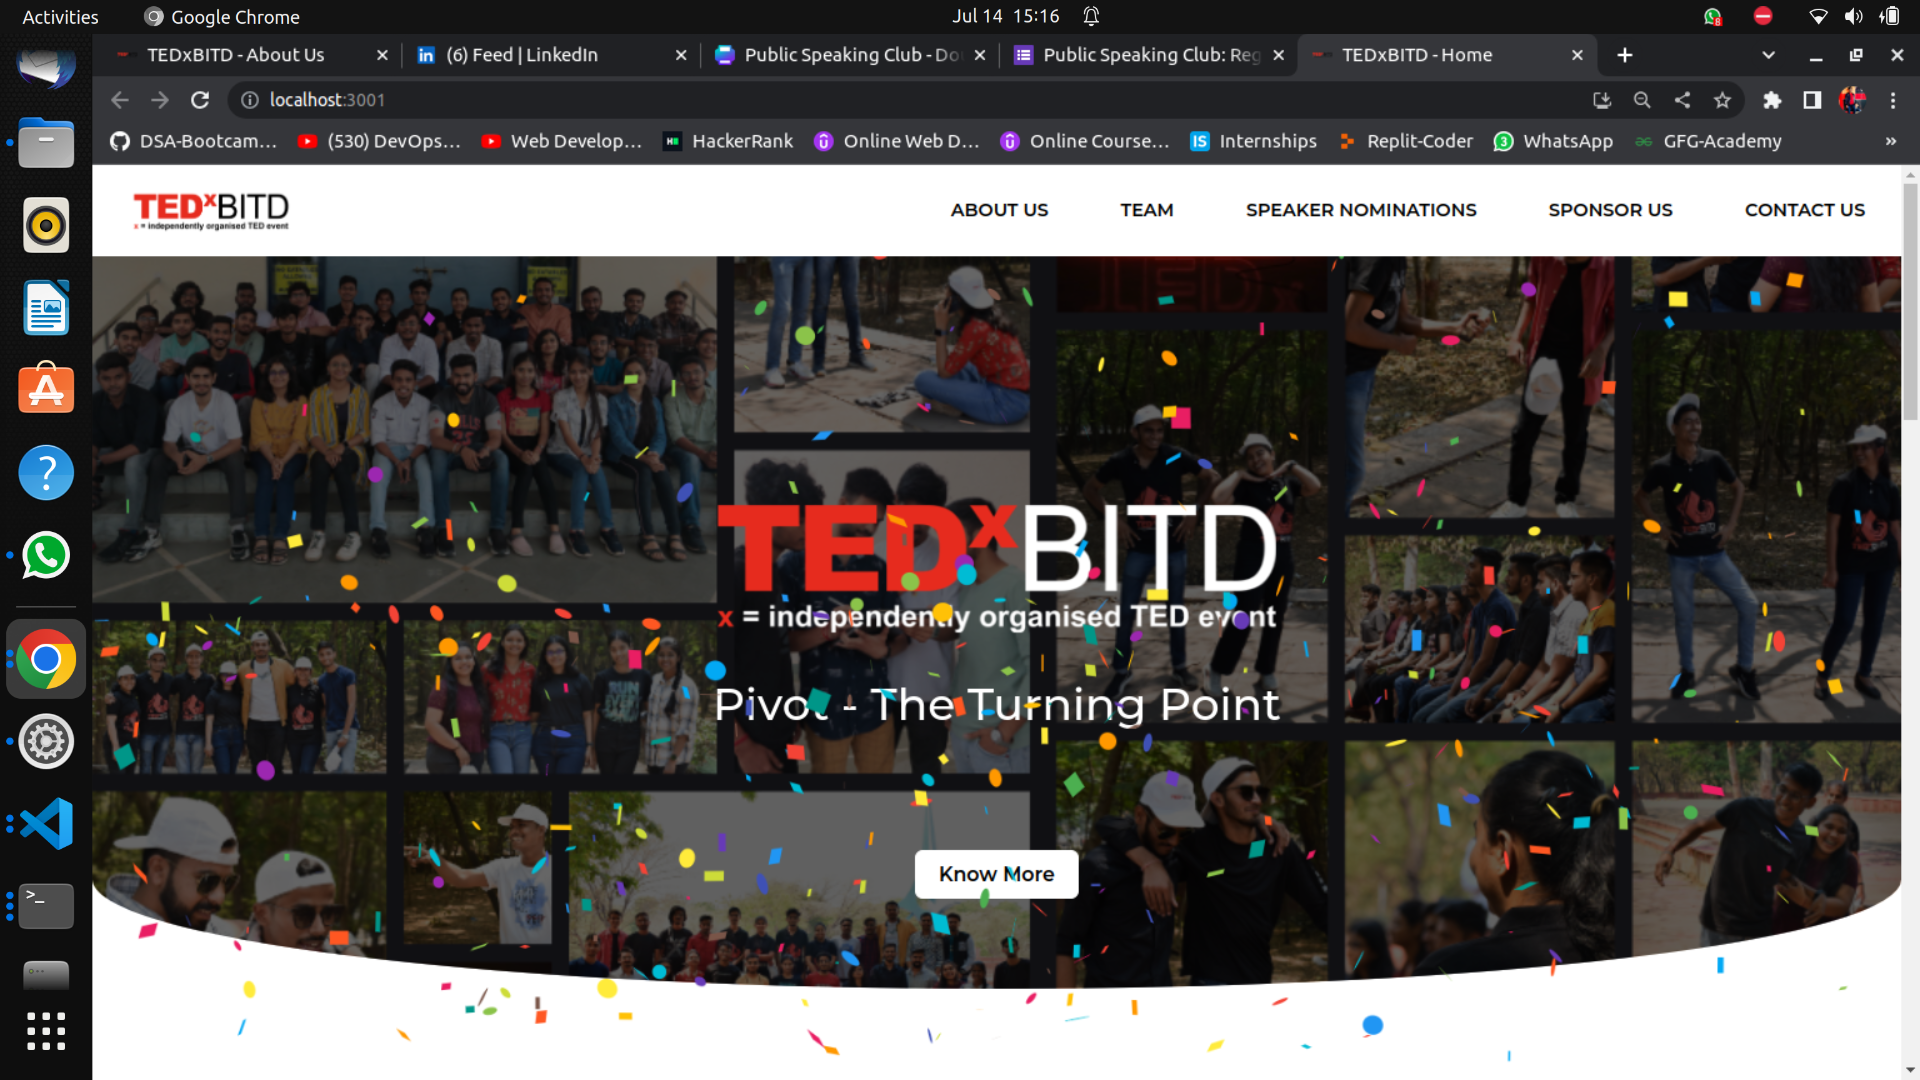 Activities
Google Chrome
Jul 14 15:16
8
TEDxBITD - About Us
(6) Feed | LinkedIn
Public Speaking Club - Do
Public Speaking Club: Reg
TEDxBITD - Home
localhost:3001
DSA-Bootcam...
(530) DevOps...
Web Develop...
HackerRank
Online Web D...
Online Course...
IS
Internships
Replit-Coder
3
WhatsApp
GFG-Academy
»
TEDxBITD
x = independently organised TED event
ABOUT US
TEAM
SPEAKER NOMINATIONS
SPONSOR US
CONTACT US
TEDxBITD
x = independently organised TED event
Pivot - The Turning Point
Know More